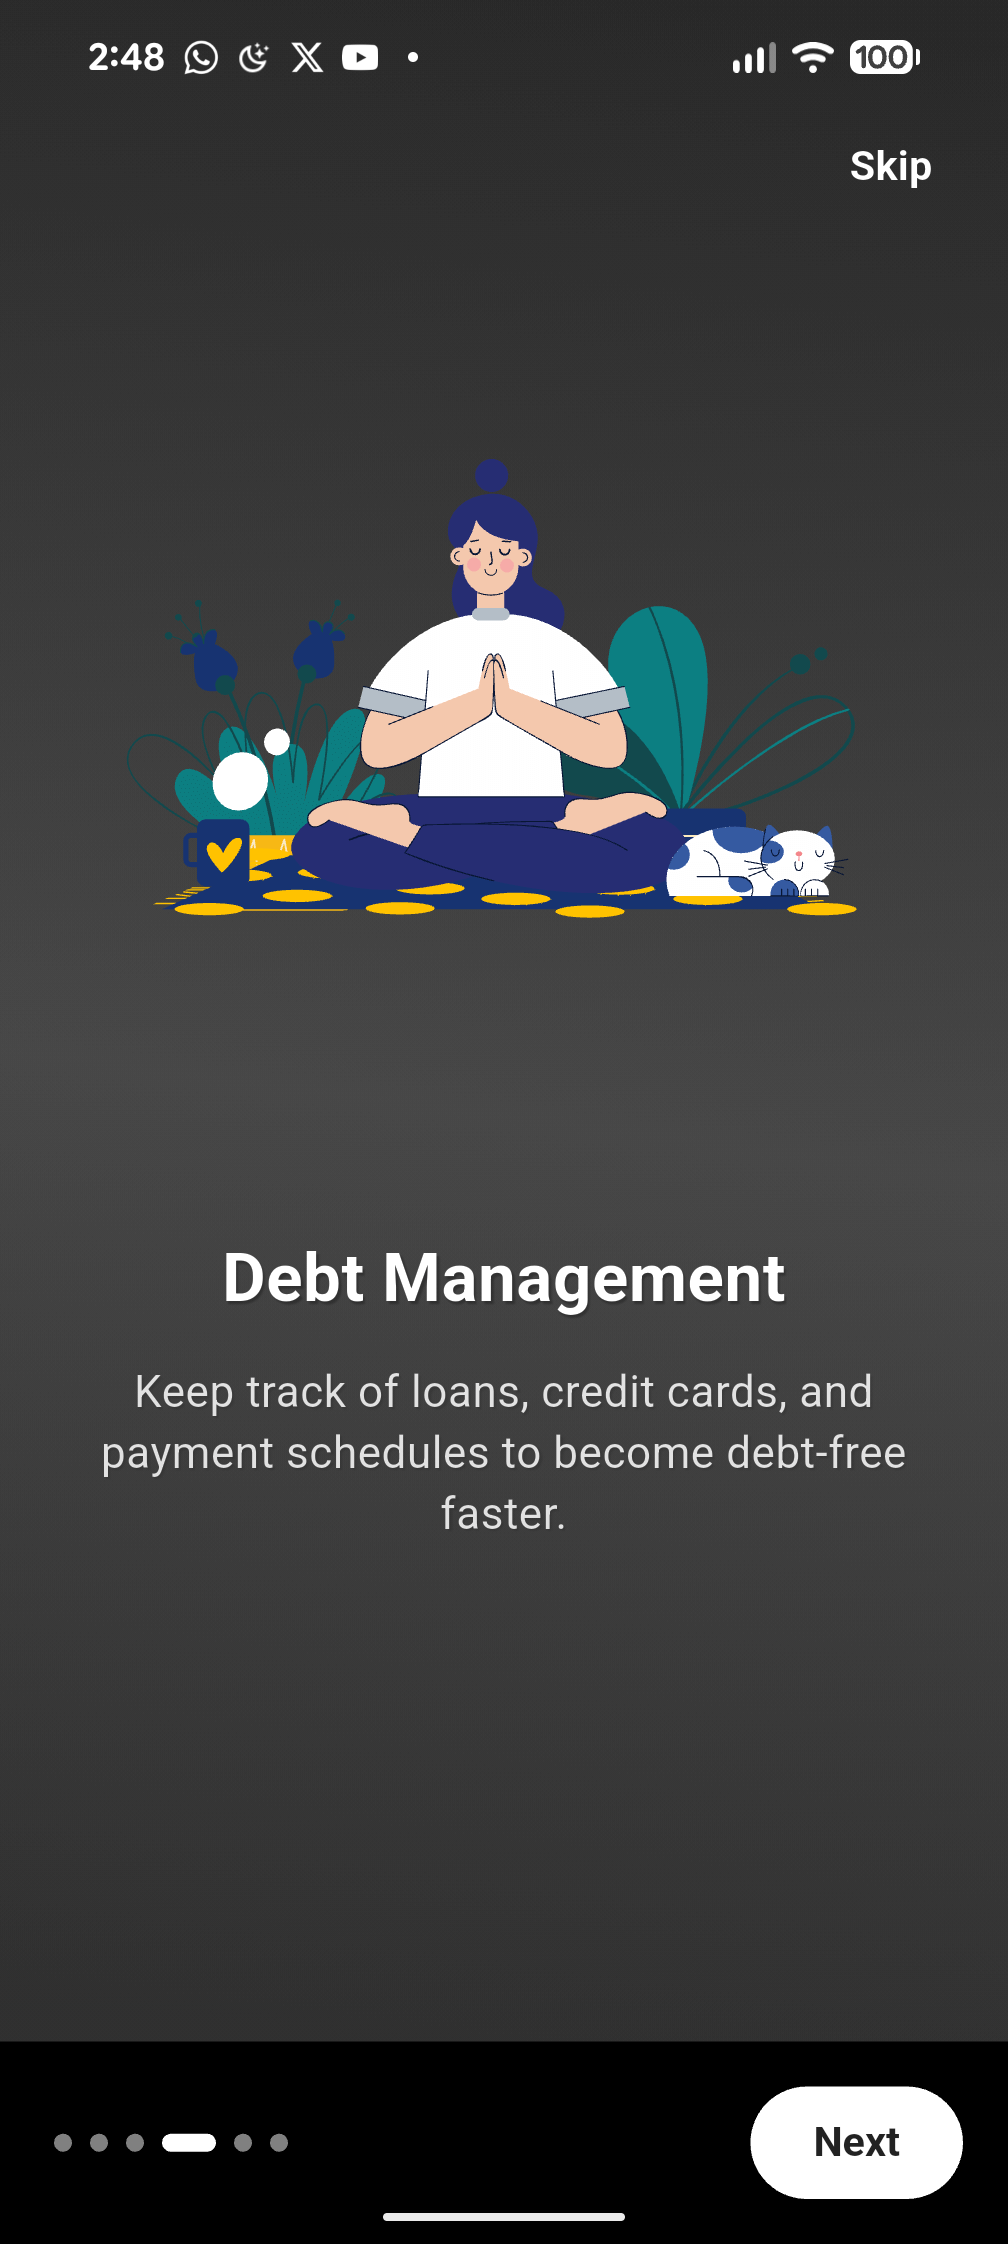 2:48
100
Skip
Debt Management
Keep track of loans, credit cards, and
payment schedules to become debt-free
faster.
Next